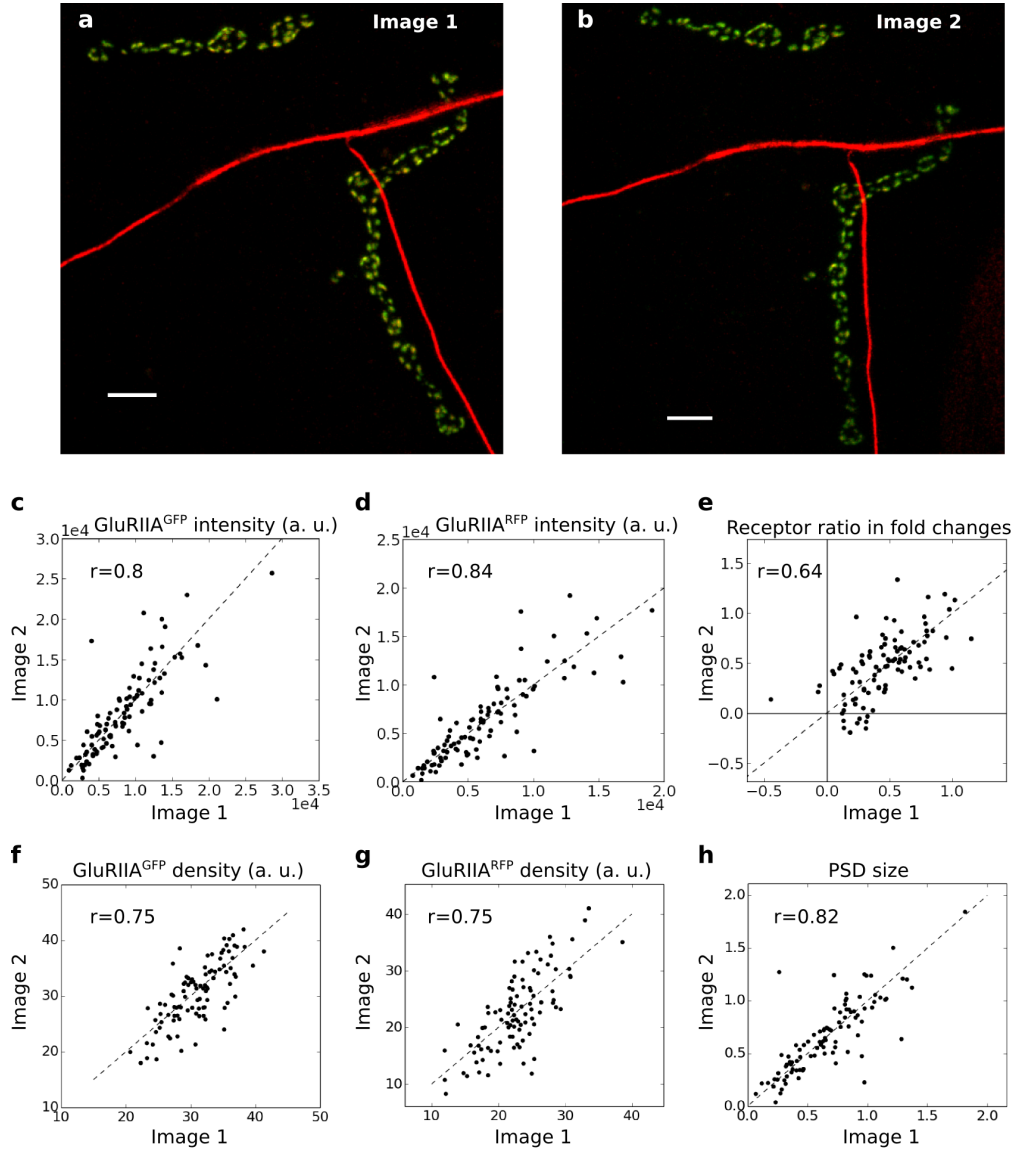 a Image 1
b Image 2
c
GluRIIA^GFP intensity (a. u.)
1e4
3.0
2.5
2.0
1.5
1.0
0.5
0.0
r=0.8
Image 2
0.0 0.5 1.0 1.5 2.0 2.5 3.0 3.5
1e4
Image 1
d
GluRIIA^RFP intensity (a. u.)
1e4
2.5
2.0
1.5
1.0
0.5
0.0
r=0.84
Image 2
0.0 0.5 1.0 1.5 2.0
1e4
Image 1
e
Receptor ratio in fold changes
1.5
1.0
0.5
0.0
−0.5
r=0.64
Image 2
−0.5 0.0 0.5 1.0
Image 1
f
GluRIIA^GFP density (a. u.)
50
40
30
20
10
r=0.75
Image 2
10 20 30 40 50
Image 1
g
GluRIIA^RFP density (a. u.)
40
30
20
10
r=0.75
Image 2
10 20 30 40
Image 1
h
PSD size
2.0
1.5
1.0
0.5
0.0
r=0.82
Image 2
0.0 0.5 1.0 1.5 2.0
Image 1